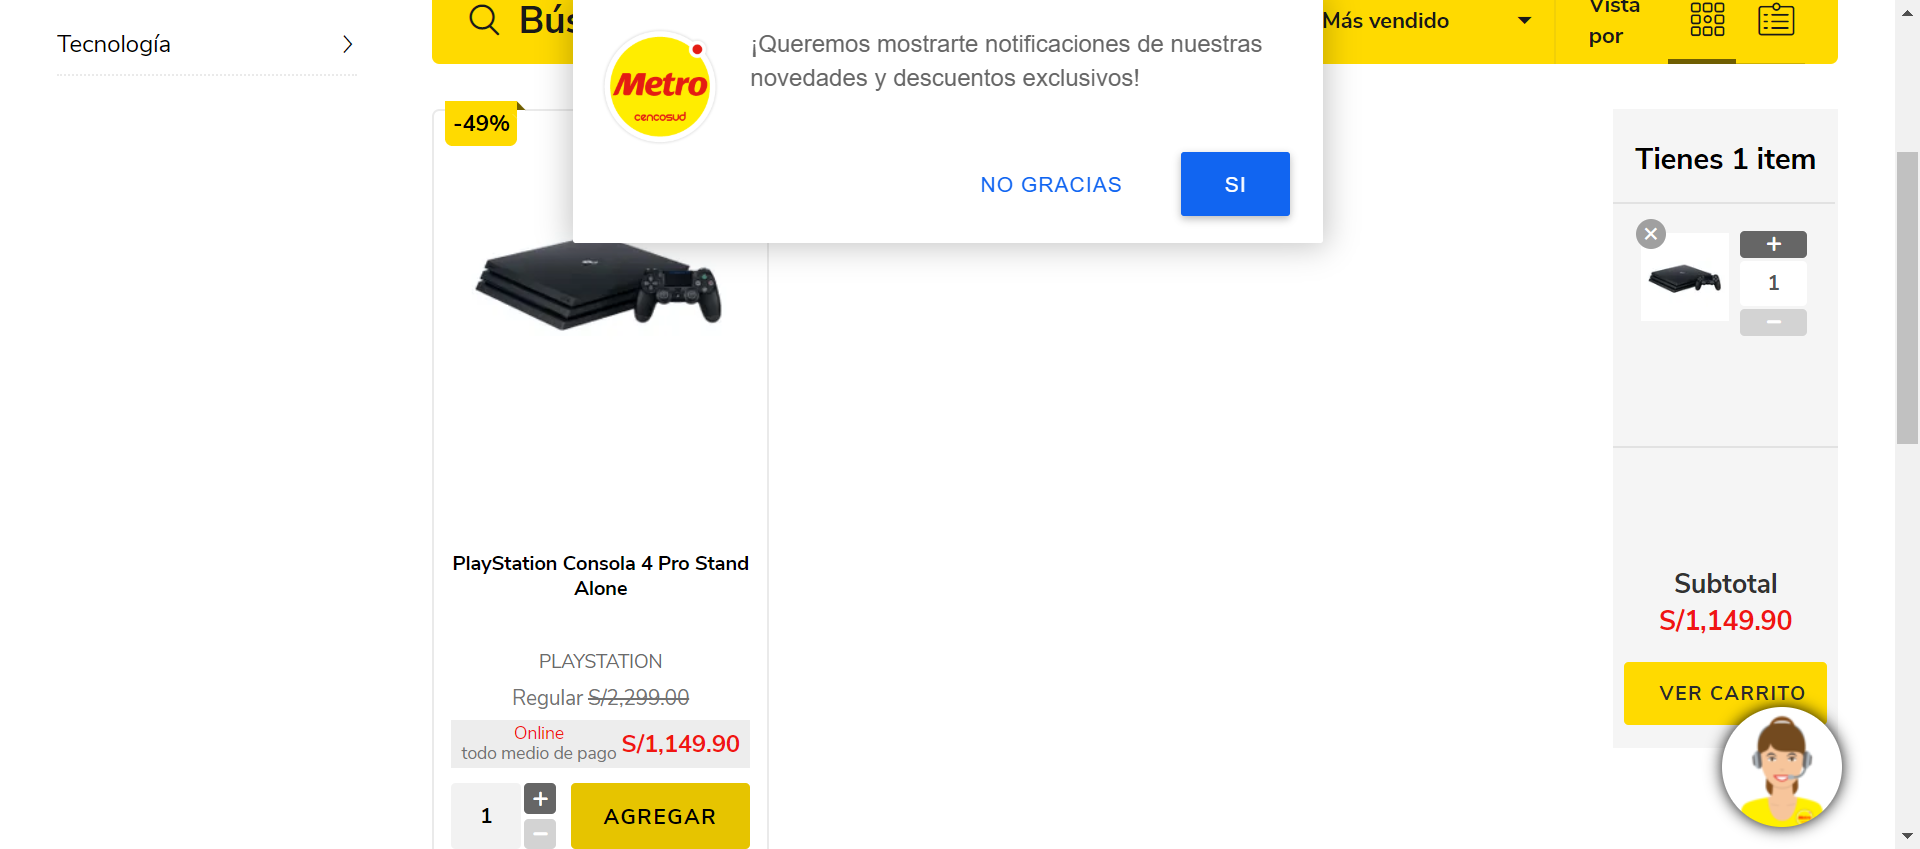 Tecnología
Bús
Más vendido
Vista
por
¡Queremos mostrarte notificaciones de nuestras
novedades y descuentos exclusivos!
Metro
cencosud
NO GRACIAS
SI
-49%
PlayStation Consola 4 Pro Stand
Alone
PLAYSTATION
Regular S/2,299.00
Online
todo medio de pago S/1,149.90
1
+
−
AGREGAR
Tienes 1 item
+
1
−
Subtotal
S/1,149.90
VER CARRITO